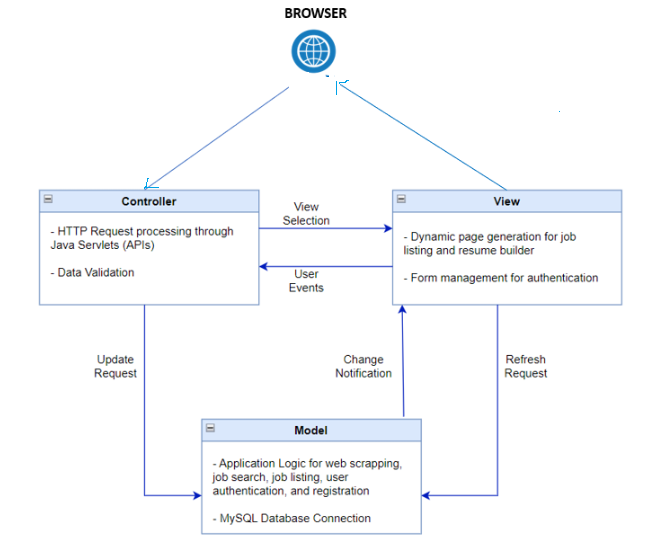 BROWSER
Controller
- HTTP Request processing through
Java Servlets (APIs)
- Data Validation
View
Selection
User
Events
View
- Dynamic page generation for job
listing and resume builder
- Form management for authentication
Update
Request
Change
Notification
Refresh
Request
Model
- Application Logic for web scrapping,
job search, job listing, user
authentication, and registration
- MySQL Database Connection